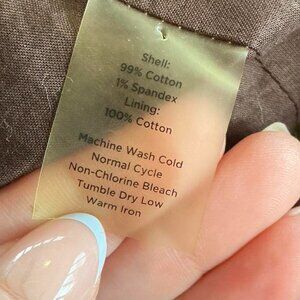 Shell:
99% Cotton
1% Spandex
Lining:
100% Cotton
Machine Wash Cold
Normal Cycle
Non-Chlorine Bleach
Tumble Dry Low
Warm Iron